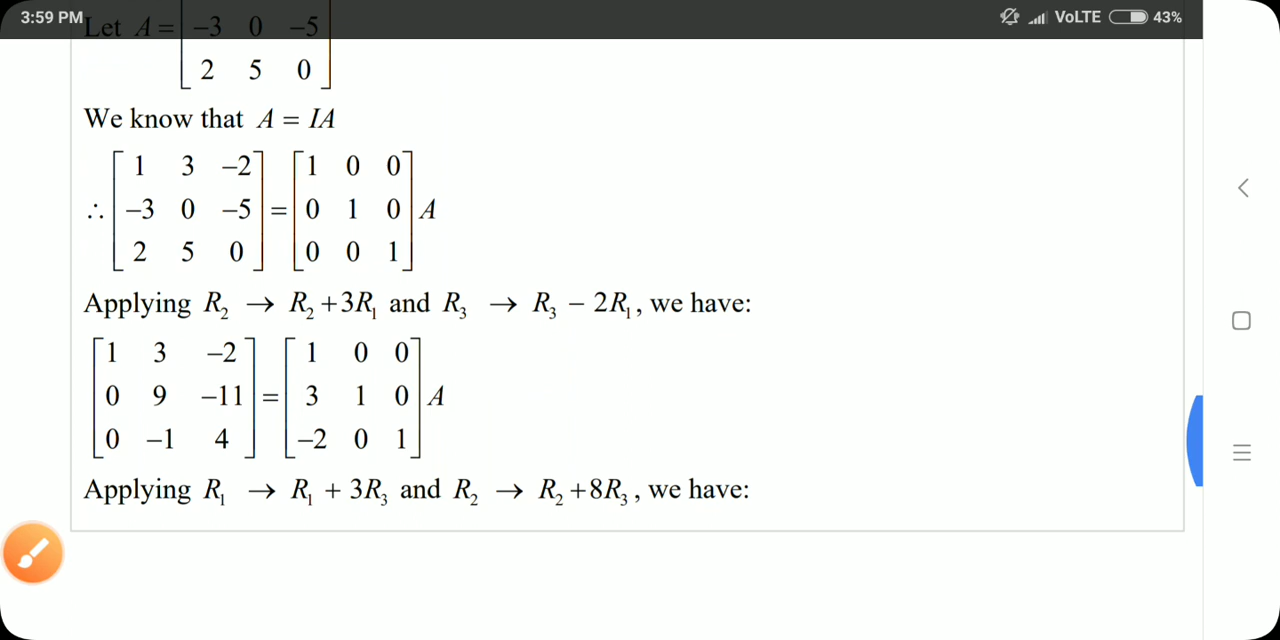 3:59 PM VoLTE 43%
Let A = −3 0 −5
2 5 0
We know that A = IA
∴ 1 3 −2 1 0 0
−3 0 −5 = 0 1 0 A
2 5 0 0 0 1
Applying R₂ → R₂+3R₁ and R₃ → R₃ − 2R₁, we have:
1 3 −2 1 0 0
0 9 −11 = 3 1 0 A
0 −1 4 −2 0 1
Applying R₁ → R₁ + 3R₃ and R₂ → R₂+8R₃, we have: